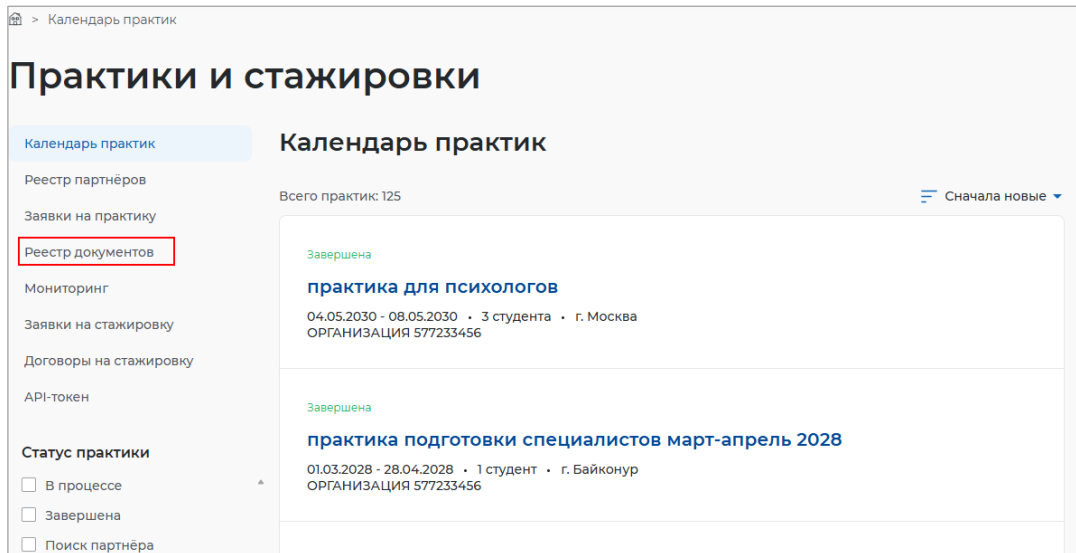 > Календарь практик
Практики и стажировки
Календарь практик
Реестр партнёров
Заявки на практику
Реестр документов
Мониторинг
Заявки на стажировку
Договоры на стажировку
API-токен
Статус практики
В процессе
Завершена
Поиск партнёра
Календарь практик
Всего практик: 125
Сначала новые
Завершена
практика для психологов
04.05.2030 - 08.05.2030 • 3 студента • г. Москва
ОРГАНИЗАЦИЯ 577233456
Завершена
практика подготовки специалистов март-апрель 2028
01.03.2028 - 28.04.2028 • 1 студент • г. Байконур
ОРГАНИЗАЦИЯ 577233456